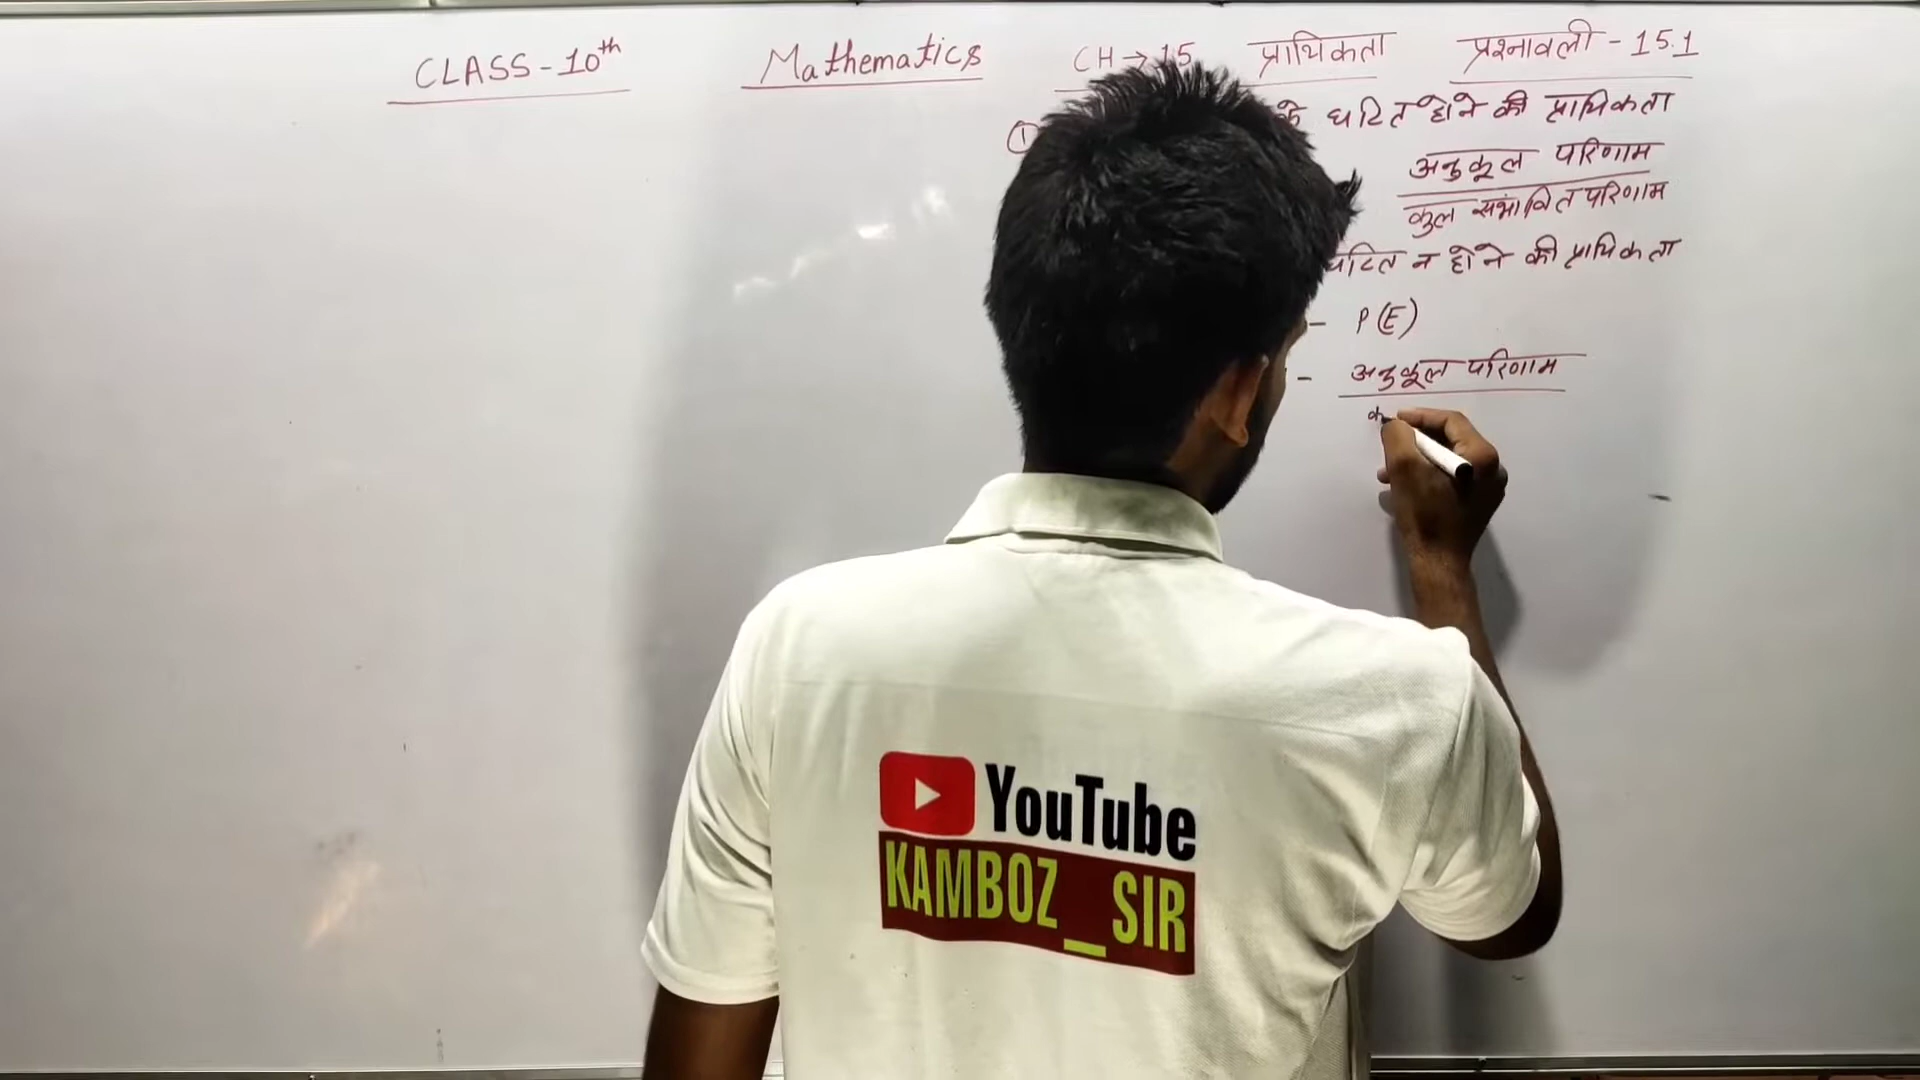 CLASS-10th Mathematics CH→15 प्रायिकता प्रश्नावली-15.1
① के घटित होने की प्रायिकता
अनुकूल परिणाम
कुल संभावित परिणाम
घटित न होने की प्रायिकता
- P(E)
- अनुकूल परिणाम
YouTube
KAMBOZ_SIR